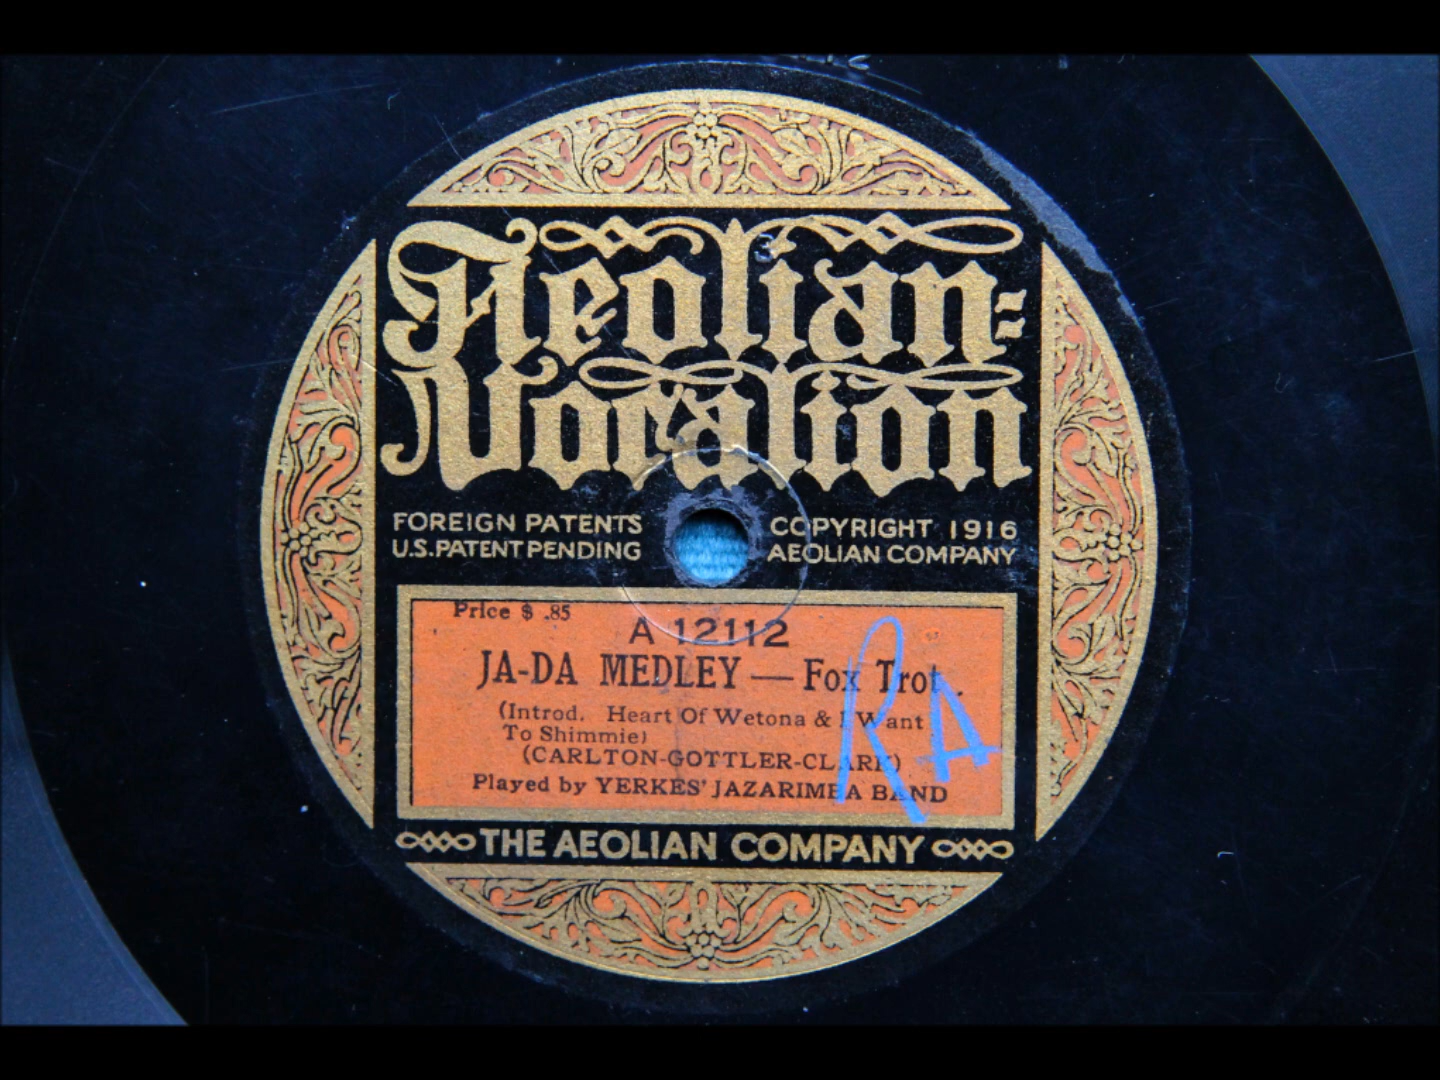 Aeolian-
Vocalion
FOREIGN PATENTS
U.S. PATENT PENDING
COPYRIGHT 1916
AEOLIAN COMPANY
Price $ .85
A 12112
JA-DA MEDLEY — Fox Trot
(Introd. Heart Of Wetona & I Want
To Shimmie)
(CARLTON-GOTTLER-CLARK)
Played by YERKES' JAZARIMBA BAND
RA
THE AEOLIAN COMPANY